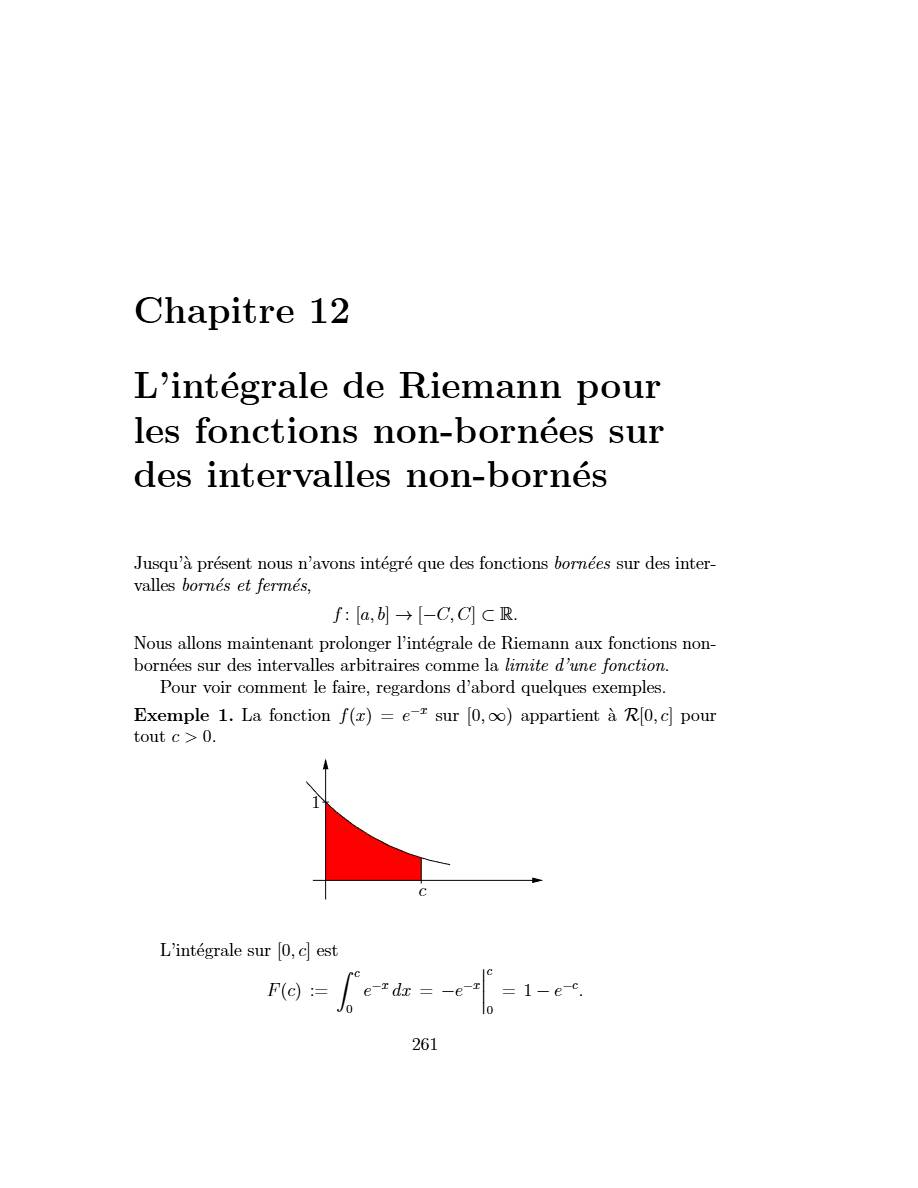 Chapitre 12
L'intégrale de Riemann pour
les fonctions non-bornées sur
des intervalles non-bornés
Jusqu'à présent nous n'avons intégré que des fonctions bornées sur des inter-
valles bornés et fermés,
f : [a, b] → [−C, C] ⊂ ℝ.
Nous allons maintenant prolonger l'intégrale de Riemann aux fonctions non-
bornées sur des intervalles arbitraires comme la limite d'une fonction.
Pour voir comment le faire, regardons d'abord quelques exemples.
Exemple 1. La fonction f(x) = e^{−x} sur [0, ∞) appartient à ℛ[0, c] pour
tout c > 0.
1
c
L'intégrale sur [0, c] est
F(c) := ∫_0^c e^{−x} dx = −e^{−x}|_0^c = 1 − e^{−c}.
261